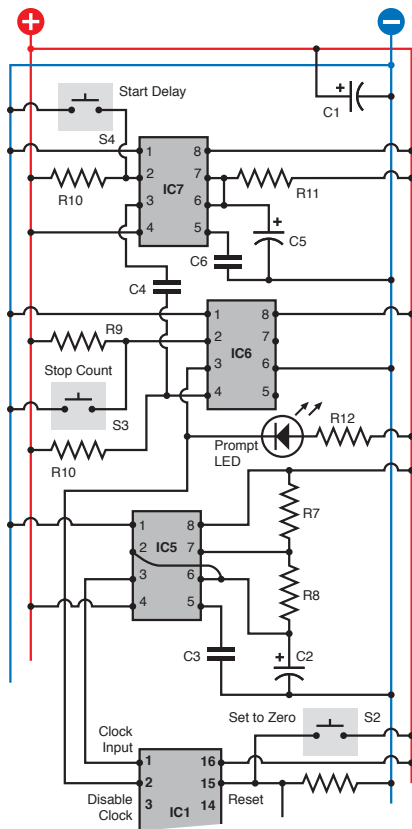 + −
C1
+
Start Delay
S4
1 8
R10 2 IC7 7 R11
3 6
4 5
+
C5
C6
C4
1 8
R9
2 7
IC6
Stop Count
3 6
4 5
S3
R12
Prompt
LED
R10
R7
1 8
2 IC5 7
3 6
R8
4 5
C3
+
C2
Set to Zero S2
Clock
Input
1 16
2 15
Disable
Clock
Reset
3 IC1 14